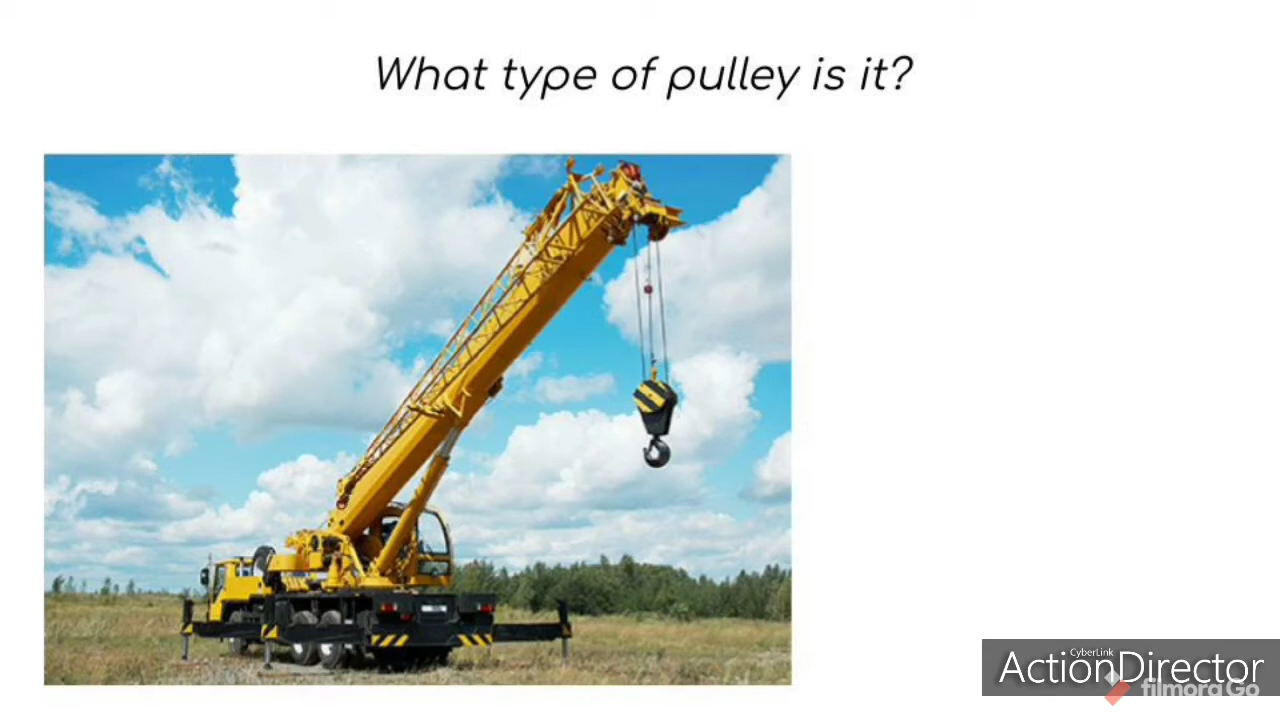 What type of pulley is it?
CyberLink
ActionDirector
filmora Go